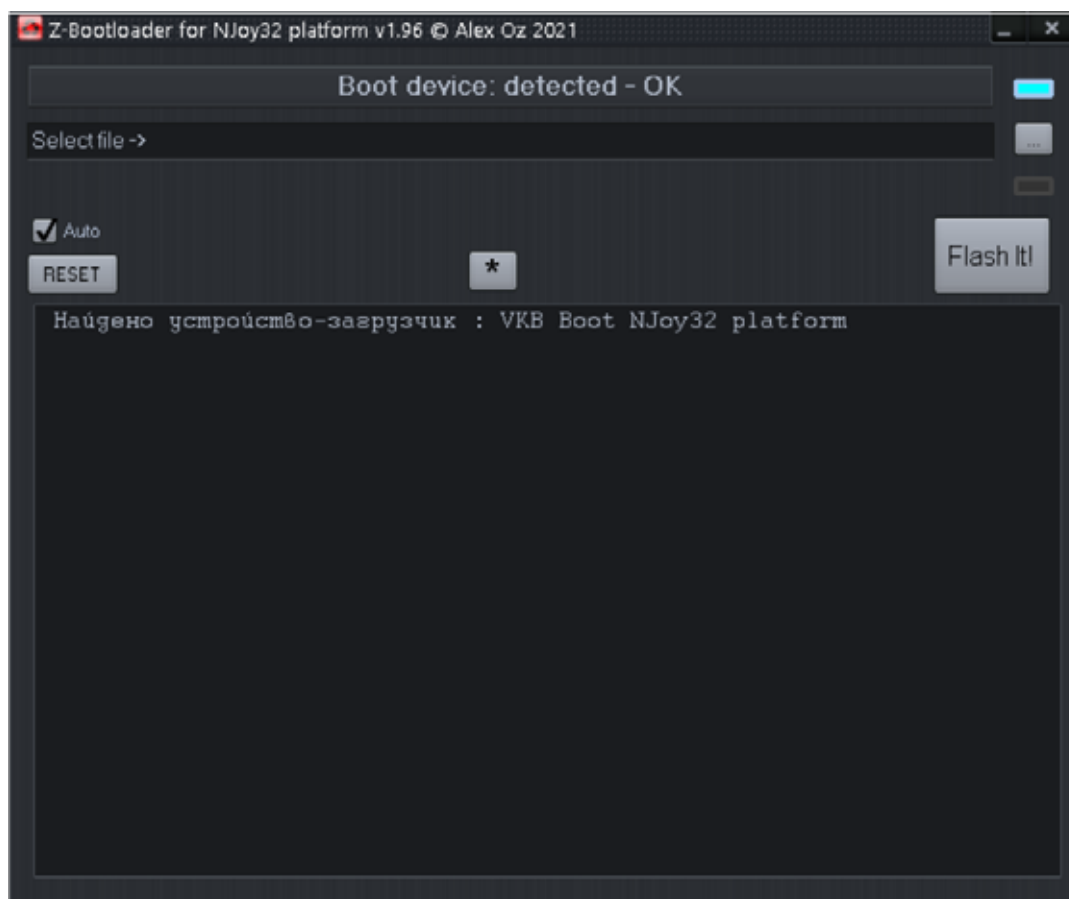 Z-Bootloader for NJoy32 platform v1.96 © Alex Oz 2021
Boot device: detected - OK
Select file ->
...
Auto
RESET
*
Flash It!
Найдено устройство-загрузчик : VKB Boot NJoy32 platform